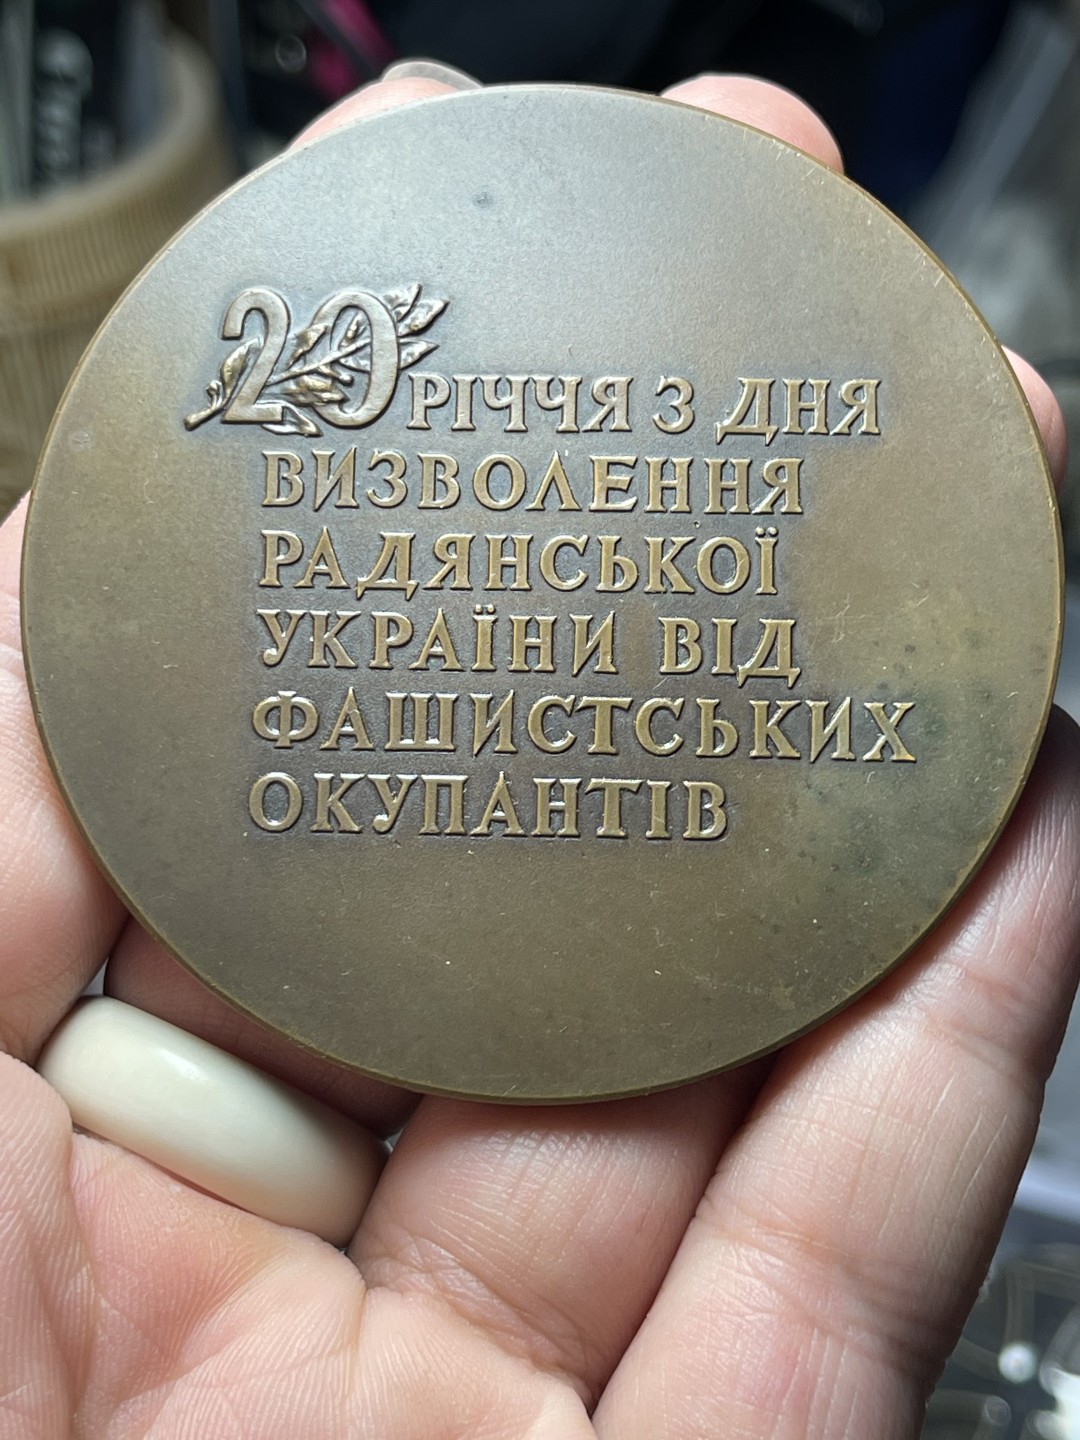 20РІЧЧЯ З ДНЯ
ВИЗВОЛЕННЯ
РАДЯНСЬКОЇ
УКРАЇНИ ВІД
ФАШИСТСЬКИХ
ОКУПАНТІВ